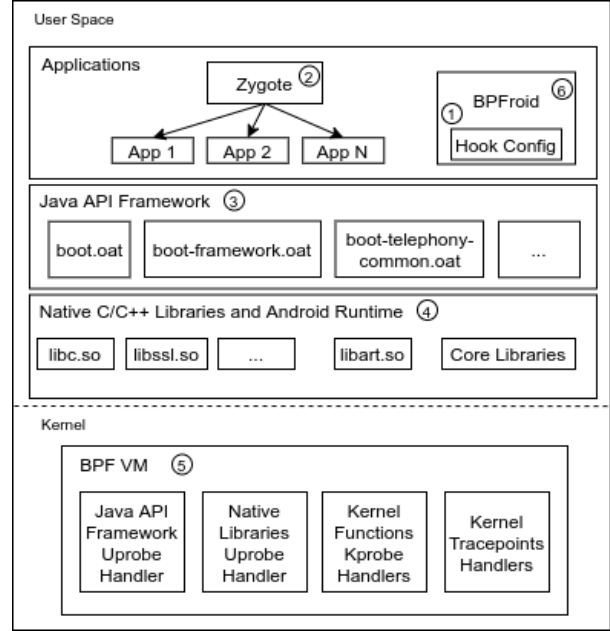 User Space
Applications
Zygote
2
App 1
App 2
App N
BPFroid
6
1
Hook Config
Java API Framework
3
boot.oat
boot-framework.oat
boot-telephony-
common.oat
...
Native C/C++ Libraries and Android Runtime
4
libc.so
libssl.so
...
libart.so
Core Libraries
Kernel
BPF VM
5
Java API
Framework
Uprobe
Handler
Native
Libraries
Uprobe
Handler
Kernel
Functions
Kprobe
Handlers
Kernel
Tracepoints
Handlers